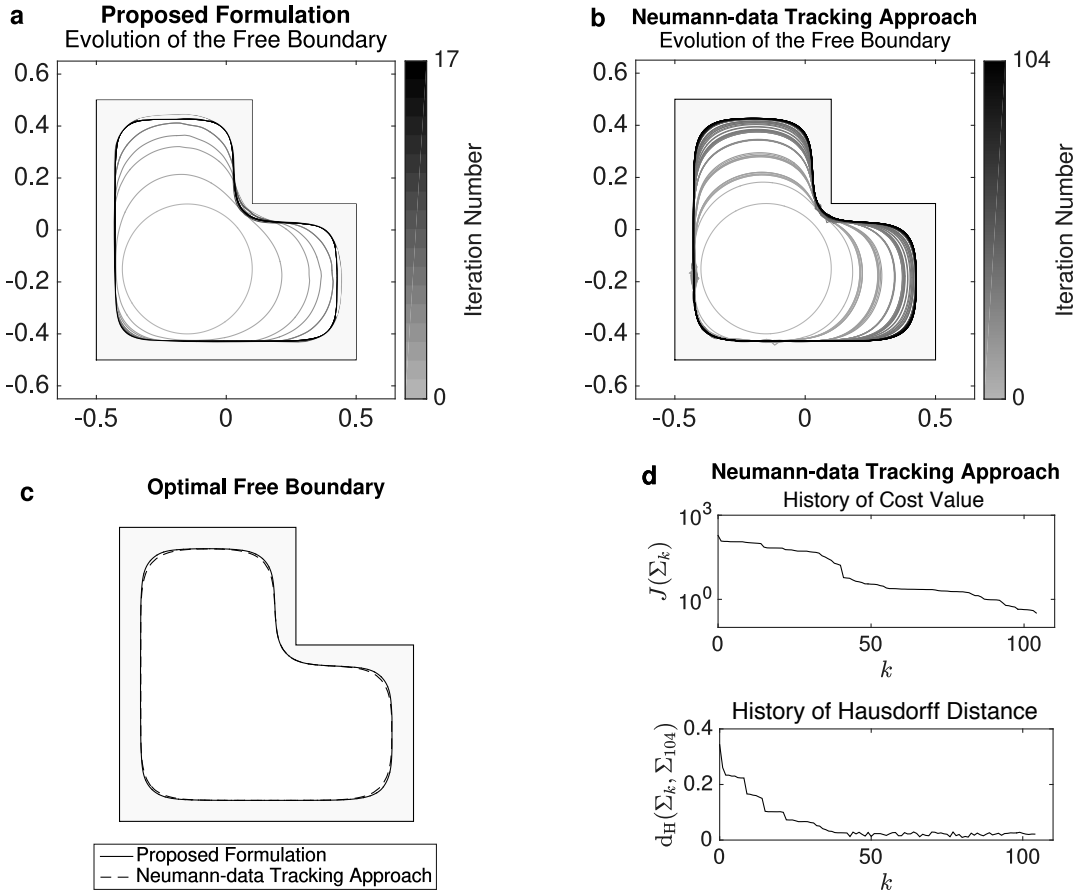 a
Proposed Formulation
Evolution of the Free Boundary
17
0.6
0.4
0.2
0
-0.2
-0.4
-0.6
-0.5
0
0.5
0
Iteration Number
b
Neumann-data Tracking Approach
Evolution of the Free Boundary
104
0.6
0.4
0.2
0
-0.2
-0.4
-0.6
-0.5
0
0.5
0
Iteration Number
c
Optimal Free Boundary
Proposed Formulation
Neumann-data Tracking Approach
d
Neumann-data Tracking Approach
History of Cost Value
10³
10⁰
J(Σₖ)
0
50
100
k
History of Hausdorff Distance
0.4
0.2
0
d_H(Σₖ, Σ₁₀₄)
0
50
100
k